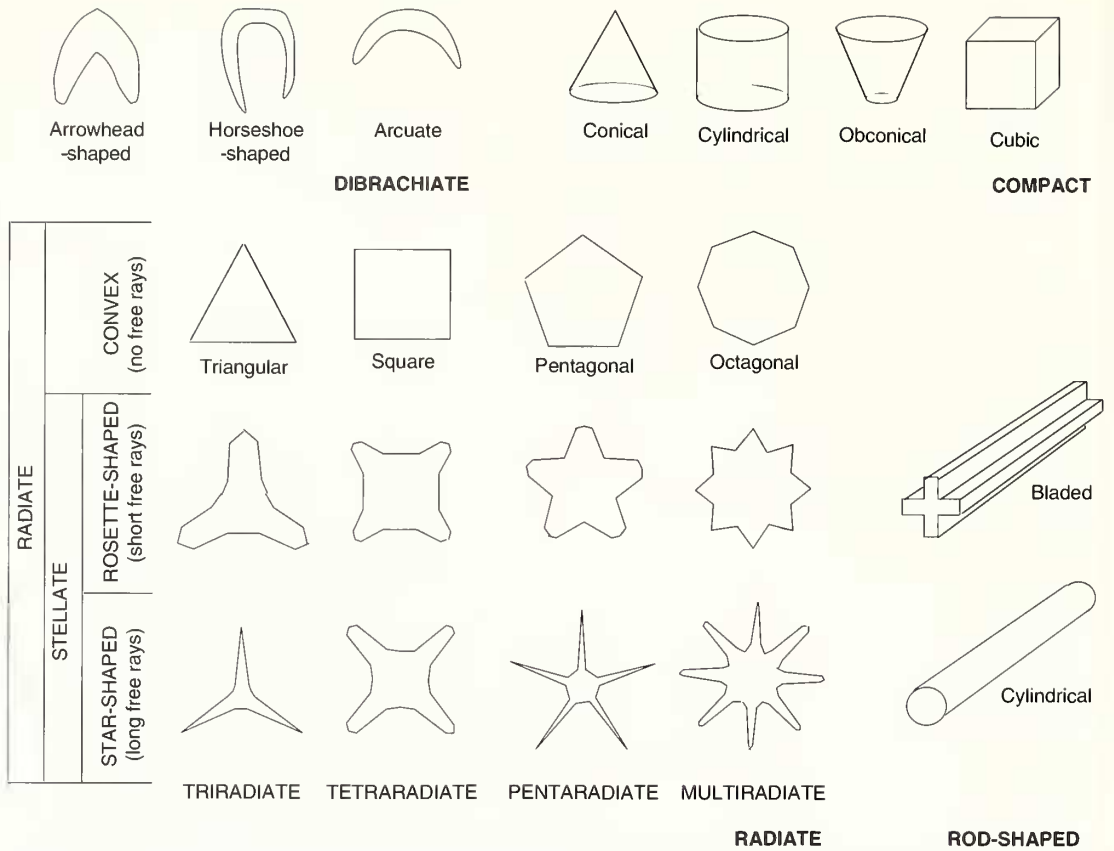 Arrowhead
-shaped
Horseshoe
-shaped
Arcuate
DIBRACHIATE
Conical
Cylindrical
Obconical
Cubic
COMPACT
RADIATE
CONVEX
(no free rays)
Triangular
Square
Pentagonal
Octagonal
STELLATE
ROSETTE-SHAPED
(short free rays)
Bladed
STAR-SHAPED
(long free rays)
Cylindrical
TRIRADIATE
TETRARADIATE
PENTARADIATE
MULTIRADIATE
RADIATE
ROD-SHAPED